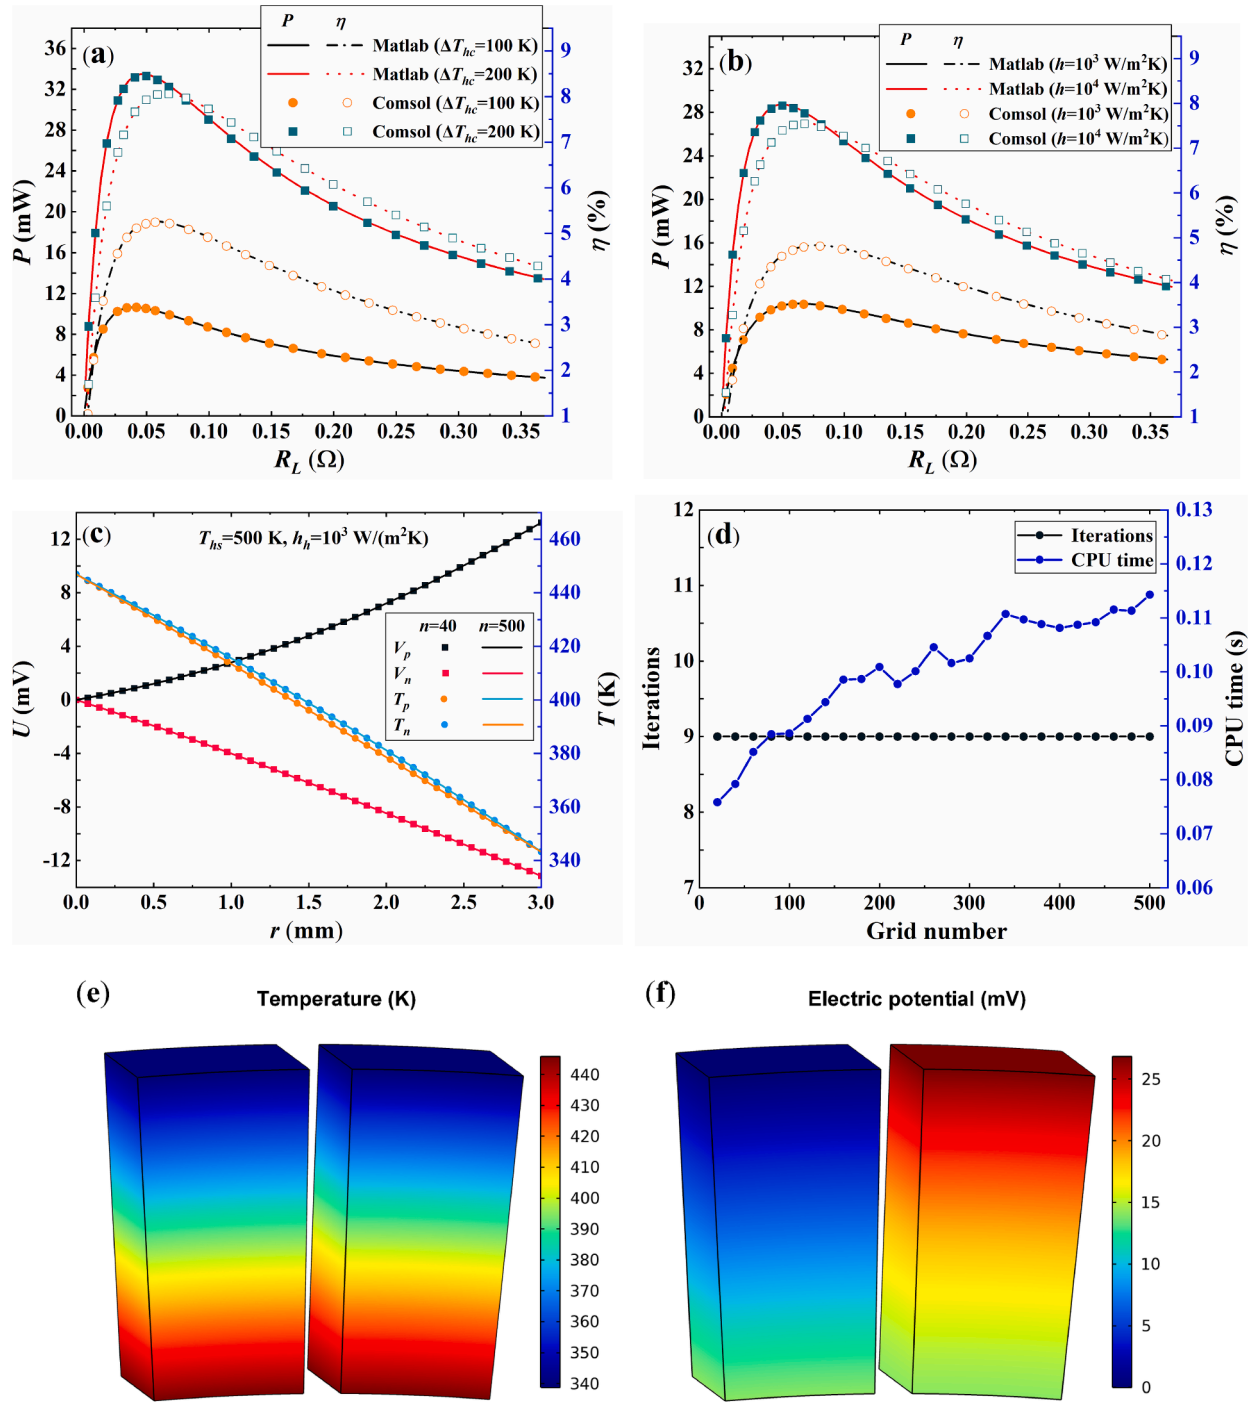 (a)
P η
Matlab (ΔT_hc=100 K)
Matlab (ΔT_hc=200 K)
Comsol (ΔT_hc=100 K)
Comsol (ΔT_hc=200 K)
P (mW)
36
32
28
24
20
16
12
8
4
0
η (%)
9
8
7
6
5
4
3
2
1
0.00 0.05 0.10 0.15 0.20 0.25 0.30 0.35
R_L (Ω)
(b)
P η
Matlab (h=10³ W/m²K)
Matlab (h=10⁴ W/m²K)
Comsol (h=10³ W/m²K)
Comsol (h=10⁴ W/m²K)
P (mW)
32
28
24
20
16
12
8
4
0
η (%)
9
8
7
6
5
4
3
2
1
0.00 0.05 0.10 0.15 0.20 0.25 0.30 0.35
R_L (Ω)
(c)
T_hs=500 K, h_h=10³ W/(m²K)
n=40 n=500
V_p
V_n
T_p
T_n
U (mV)
12
8
4
0
-4
-8
-12
T (K)
460
440
420
400
380
360
340
0.0 0.5 1.0 1.5 2.0 2.5 3.0
r (mm)
(d)
Iterations
CPU time
Iterations
12
11
10
9
8
7
CPU time (s)
0.13
0.12
0.11
0.10
0.09
0.08
0.07
0.06
0 100 200 300 400 500
Grid number
(e)
Temperature (K)
440
430
420
410
400
390
380
370
360
350
340
(f)
Electric potential (mV)
25
20
15
10
5
0